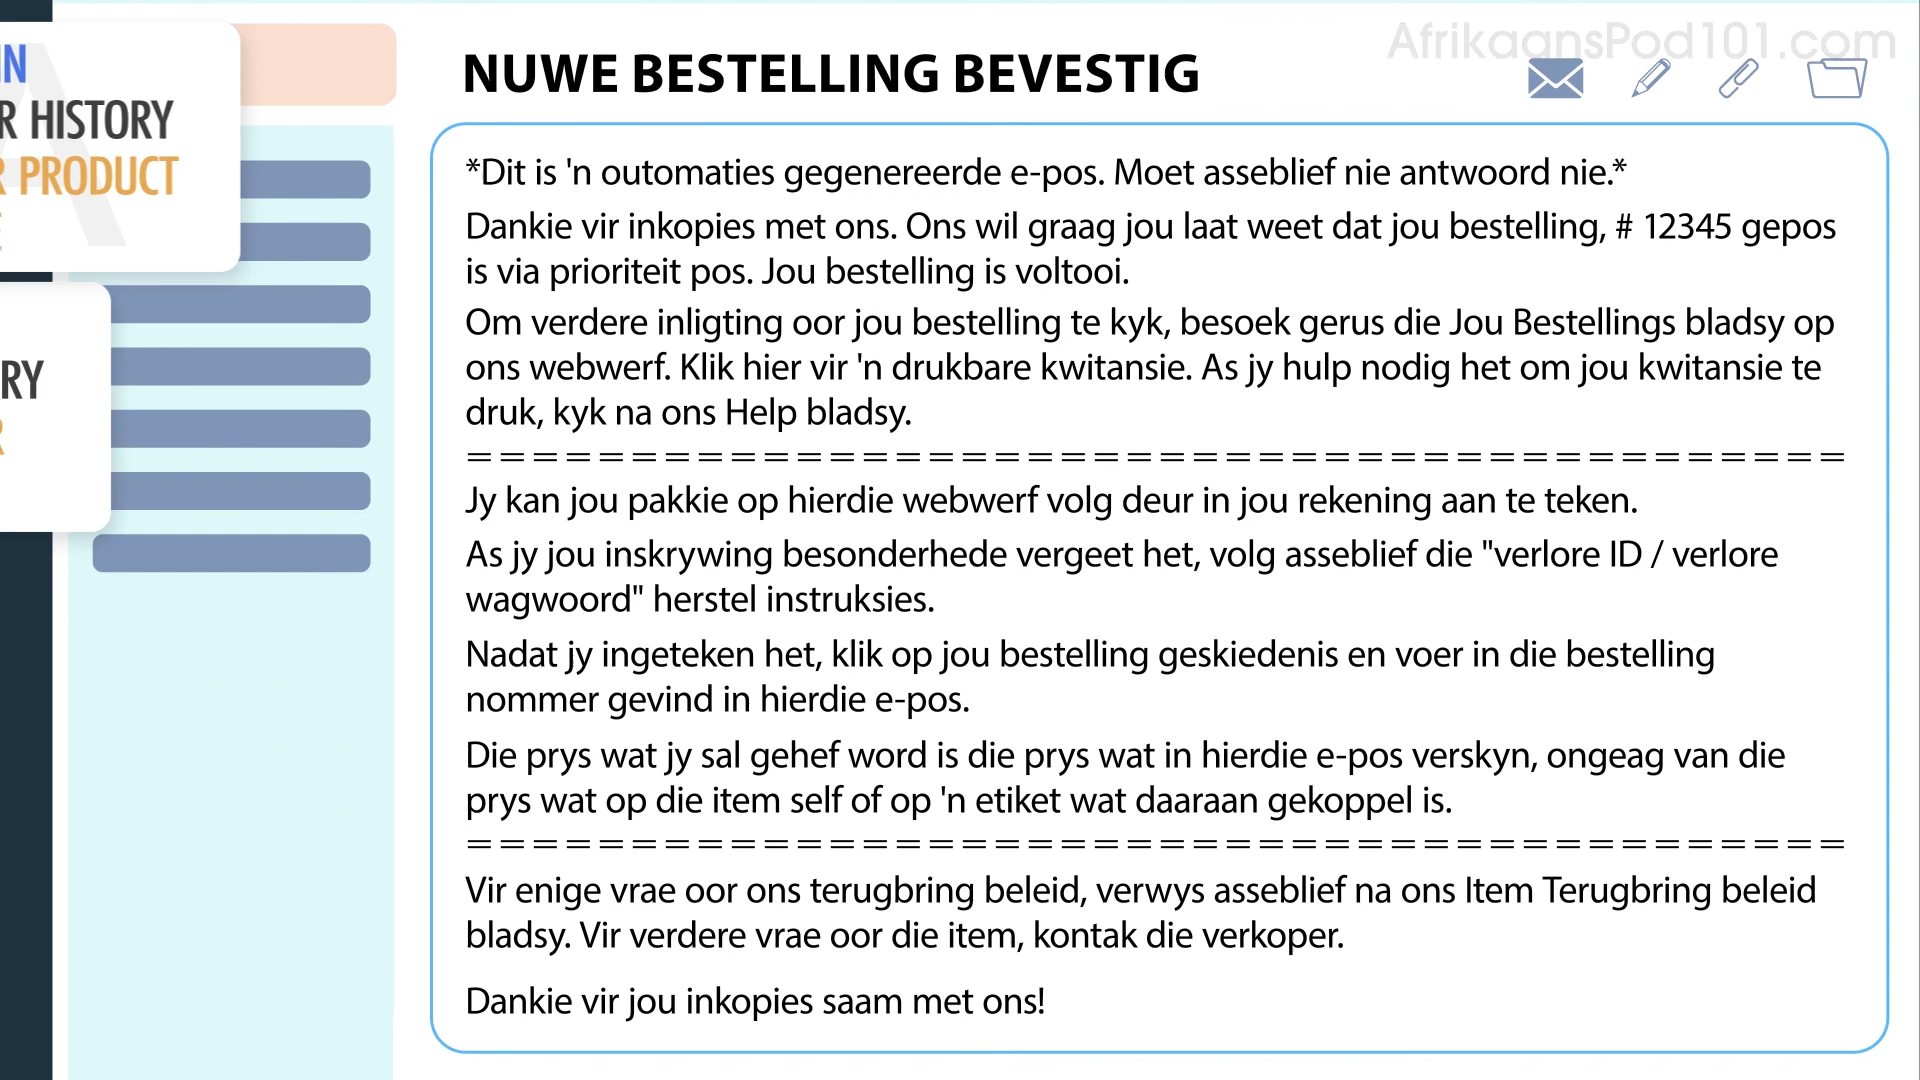 IN
R HISTORY
R PRODUCT
E
RY
R
AfrikaansPod101.com
NUWE BESTELLING BEVESTIG
*Dit is 'n outomaties gegenereerde e-pos. Moet asseblief nie antwoord nie.*
Dankie vir inkopies met ons. Ons wil graag jou laat weet dat jou bestelling, # 12345 gepos
is via prioriteit pos. Jou bestelling is voltooi.
Om verdere inligting oor jou bestelling te kyk, besoek gerus die Jou Bestellings bladsy op
ons webwerf. Klik hier vir 'n drukbare kwitansie. As jy hulp nodig het om jou kwitansie te
druk, kyk na ons Help bladsy.
= = = = = = = = = = = = = = = = = = = = = = = = = = = = = = = = = = = = = = = = = =
Jy kan jou pakkie op hierdie webwerf volg deur in jou rekening aan te teken.
As jy jou inskrywing besonderhede vergeet het, volg asseblief die "verlore ID / verlore
wagwoord" herstel instruksies.
Nadat jy ingeteken het, klik op jou bestelling geskiedenis en voer in die bestelling
nommer gevind in hierdie e-pos.
Die prys wat jy sal gehef word is die prys wat in hierdie e-pos verskyn, ongeag van die
prys wat op die item self of op 'n etiket wat daaraan gekoppel is.
= = = = = = = = = = = = = = = = = = = = = = = = = = = = = = = = = = = = = = = = = =
Vir enige vrae oor ons terugbring beleid, verwys asseblief na ons Item Terugbring beleid
bladsy. Vir verdere vrae oor die item, kontak die verkoper.
Dankie vir jou inkopies saam met ons!